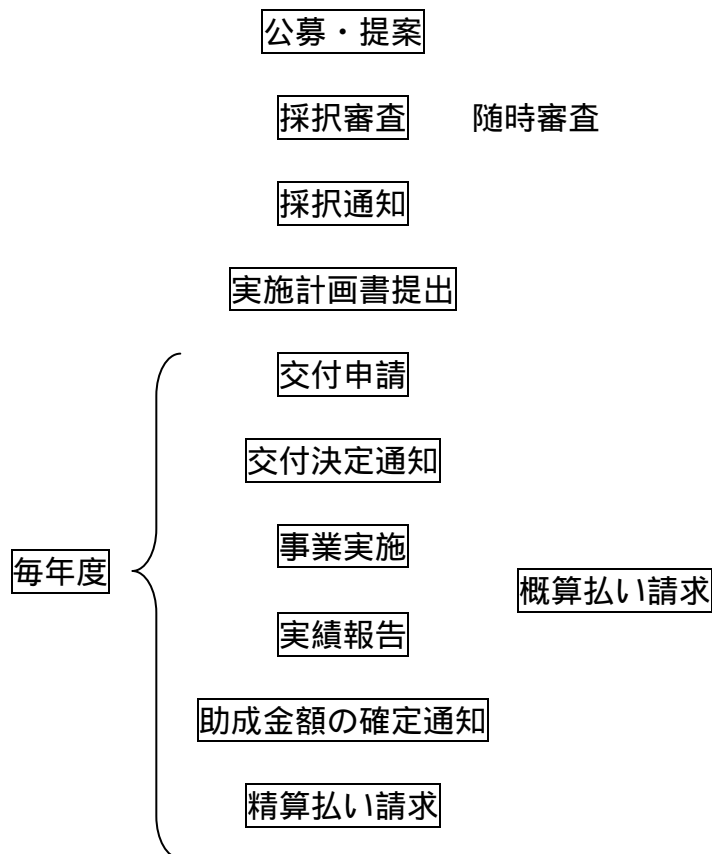 公募・提案
採択審査 随時審査
採択通知
実施計画書提出
交付申請
交付決定通知
事業実施
毎年度
概算払い請求
実績報告
助成金額の確定通知
精算払い請求